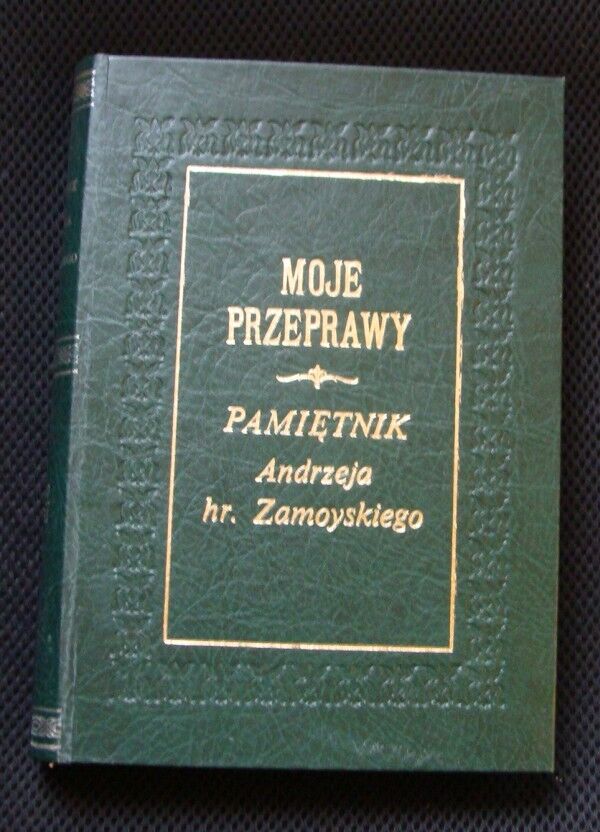 MOJE
PRZEPRAWY
PAMIĘTNIK
Andrzeja
hr. Zamoyskiego